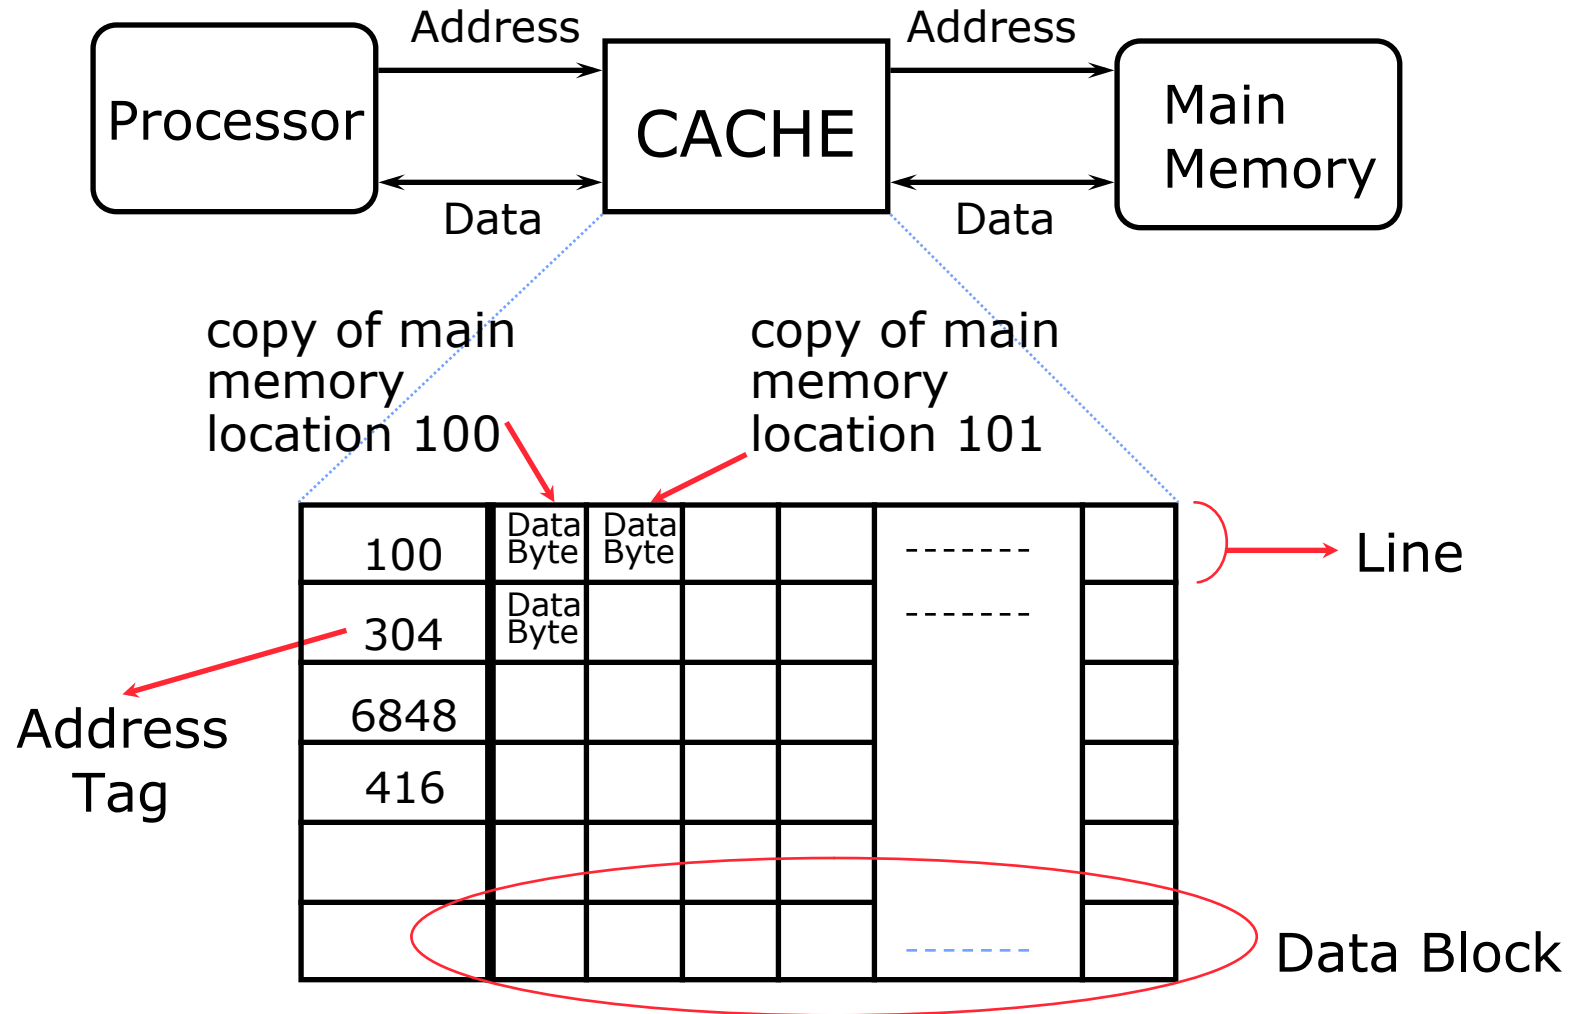 Address
Address
Processor
CACHE
Main
Memory
Data
Data
copy of main
memory
location 100
copy of main
memory
location 101
100
Data
Byte
Data
Byte
-------
Line
304
Data
Byte
-------
Address
Tag
6848
416
-------
Data Block